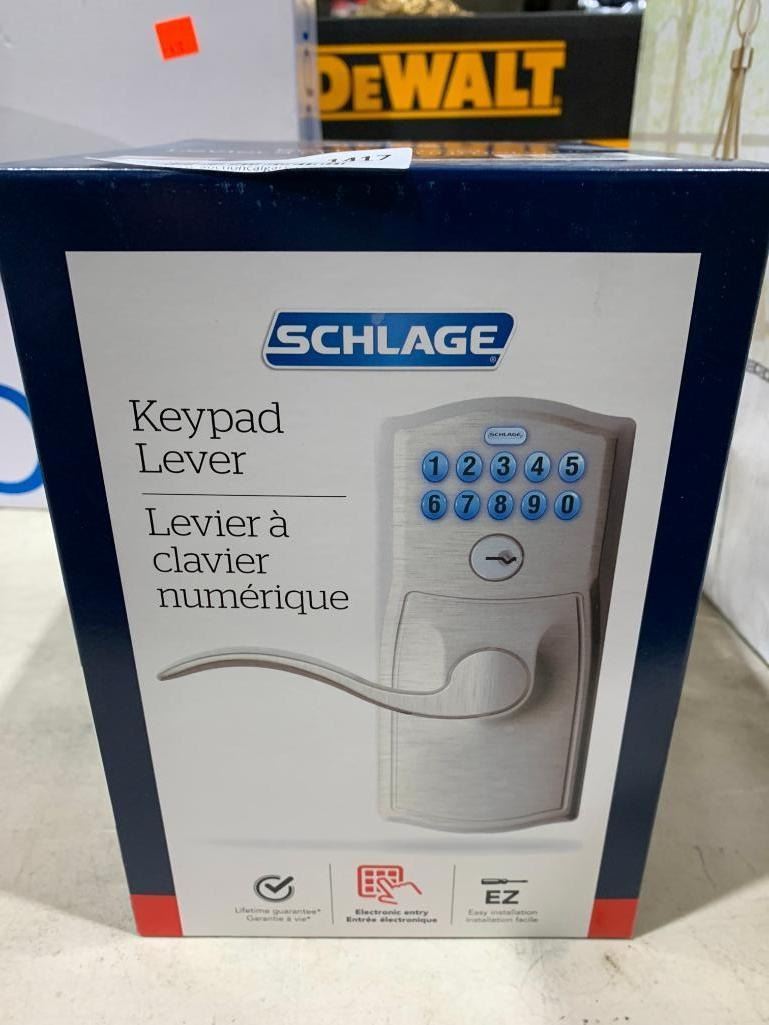 DEWALT
1417
SCHLAGE
Keypad
Lever
Levier à
clavier
numérique
SCHLAGE
1 2 3 4 5
6 7 8 9 0
Lifetime guarantee*
Garantie à vie*
Electronic entry
Entrée électronique
EZ
Easy installation
Installation facile